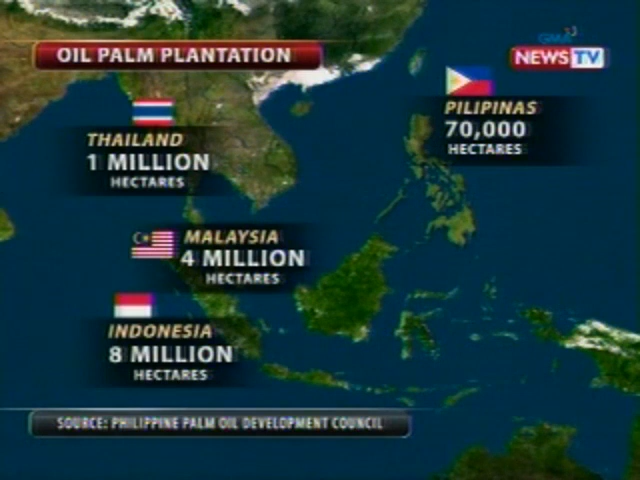 GMA
NEWS TV
OIL PALM PLANTATION
PILIPINAS
70,000
HECTARES
THAILAND
1 MILLION
HECTARES
MALAYSIA
4 MILLION
HECTARES
INDONESIA
8 MILLION
HECTARES
SOURCE: PHILIPPINE PALM OIL DEVELOPMENT COUNCIL